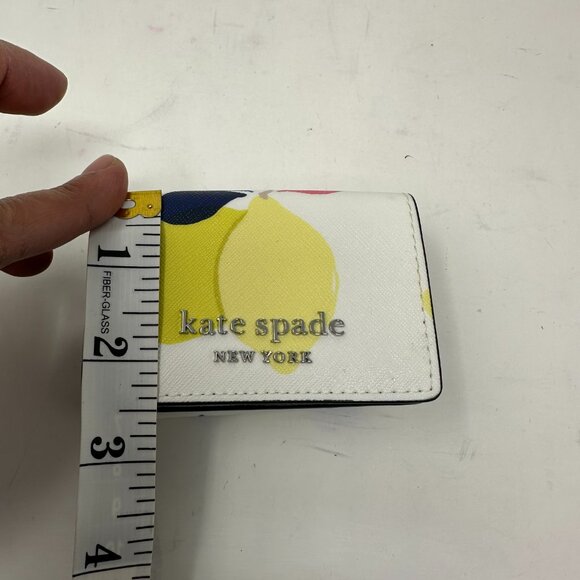 1
FIBER-GLASS
2
3
4
kate spade
NEW YORK